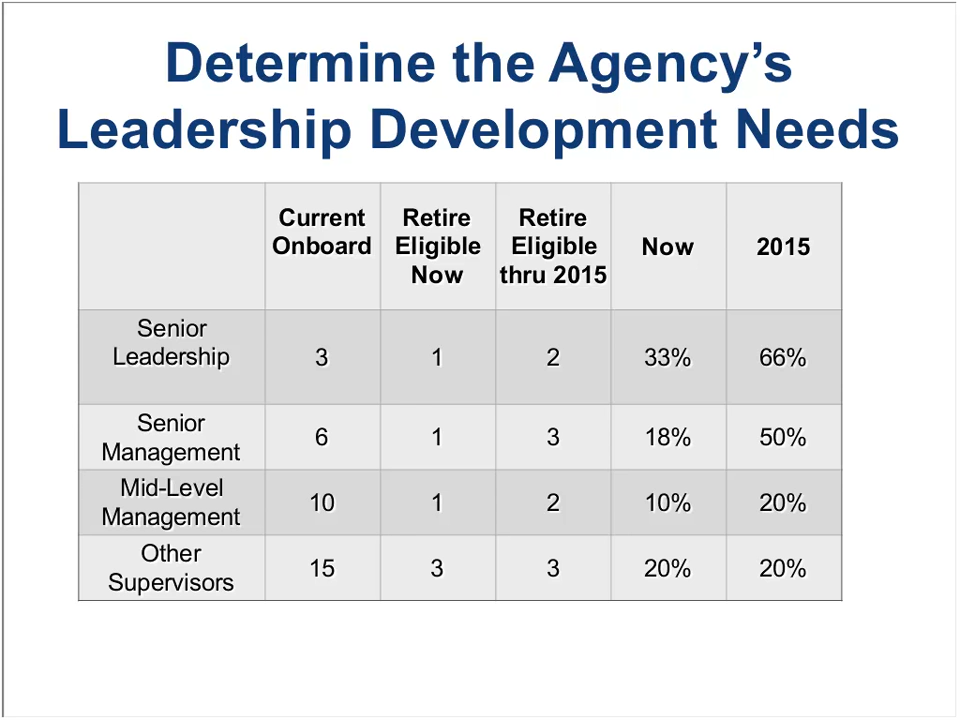 Determine the Agency’s
Leadership Development Needs
Current Onboard Retire Eligible Now Retire Eligible thru 2015 Now 2015
Senior Leadership 3 1 2 33% 66%
Senior Management 6 1 3 18% 50%
Mid-Level Management 10 1 2 10% 20%
Other Supervisors 15 3 3 20% 20%